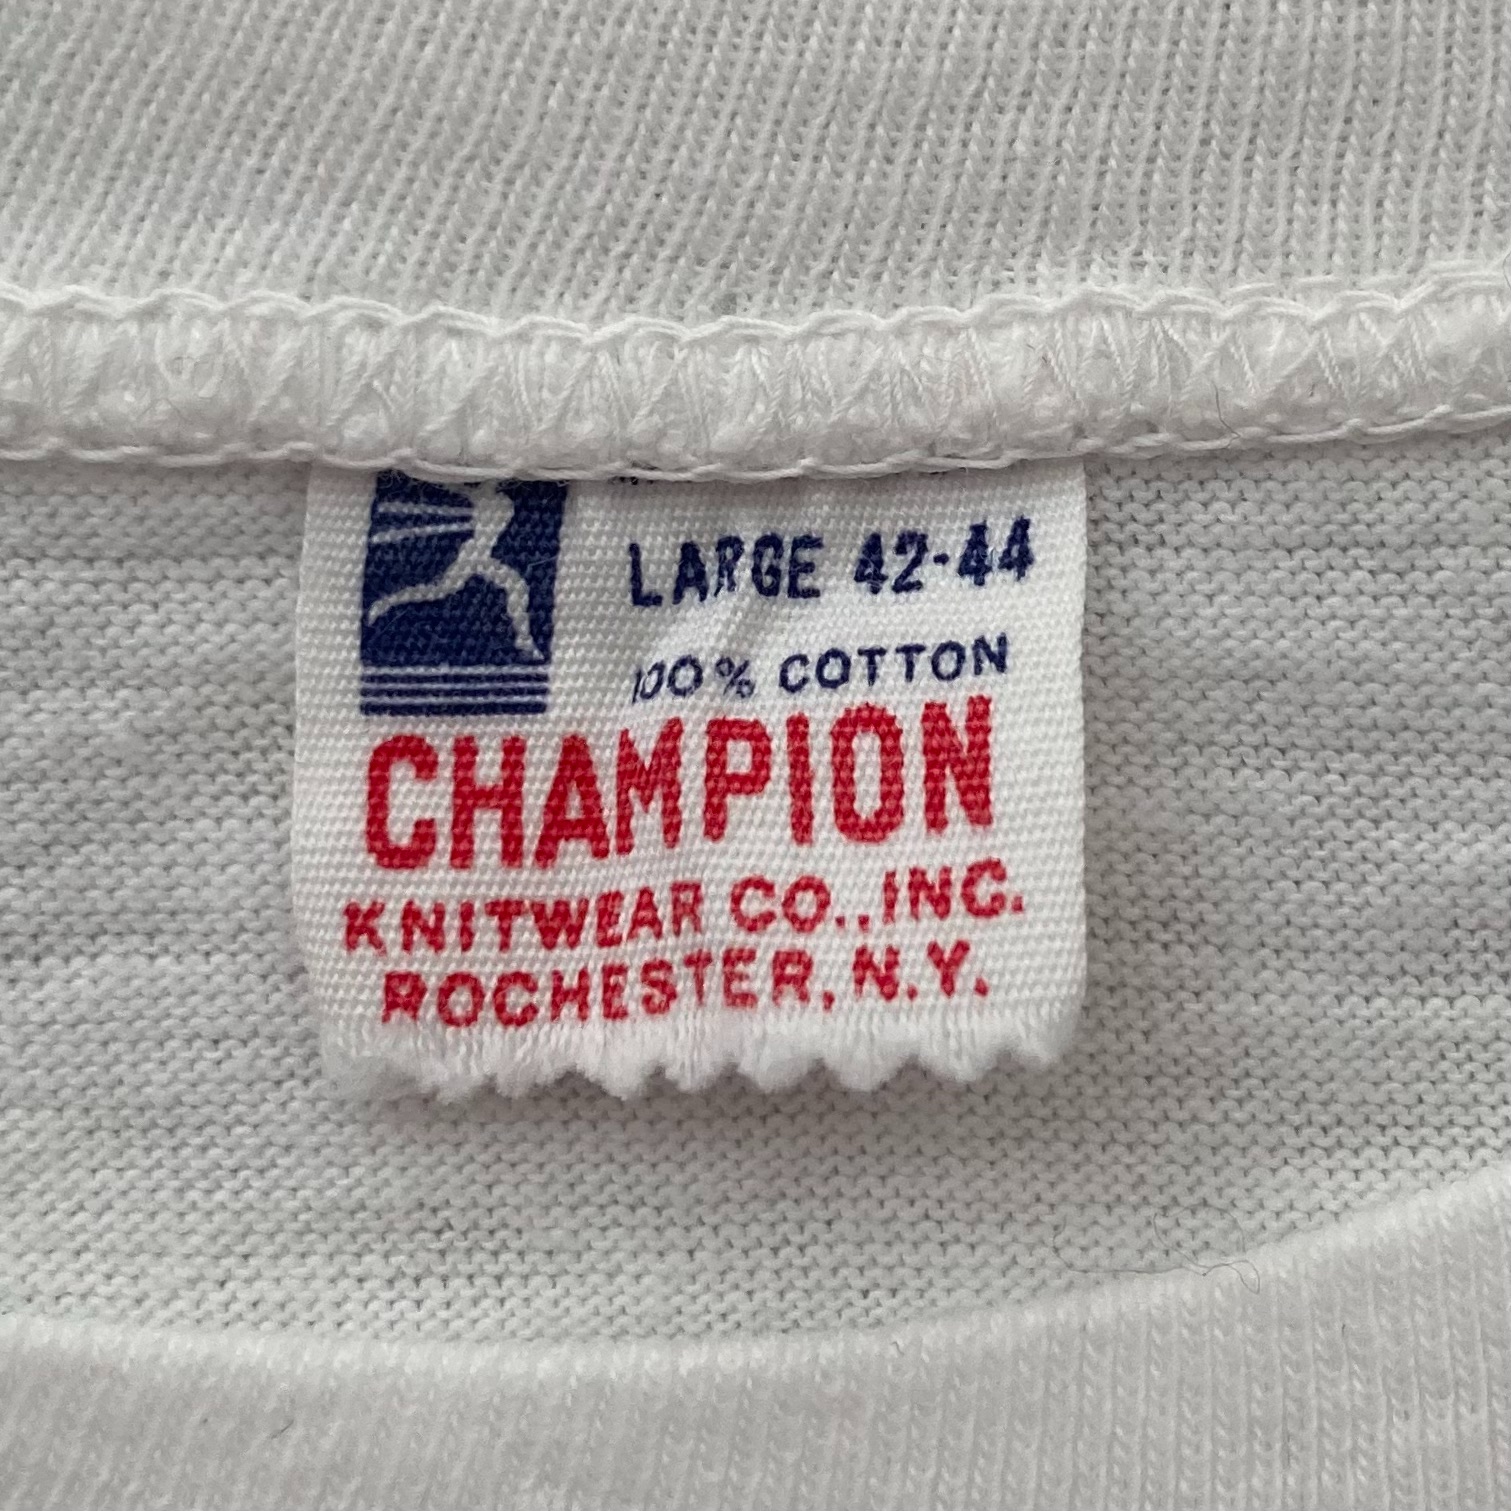 LARGE 42-44
100% COTTON
CHAMPION
KNITWEAR CO., INC.
ROCHESTER, N.Y.